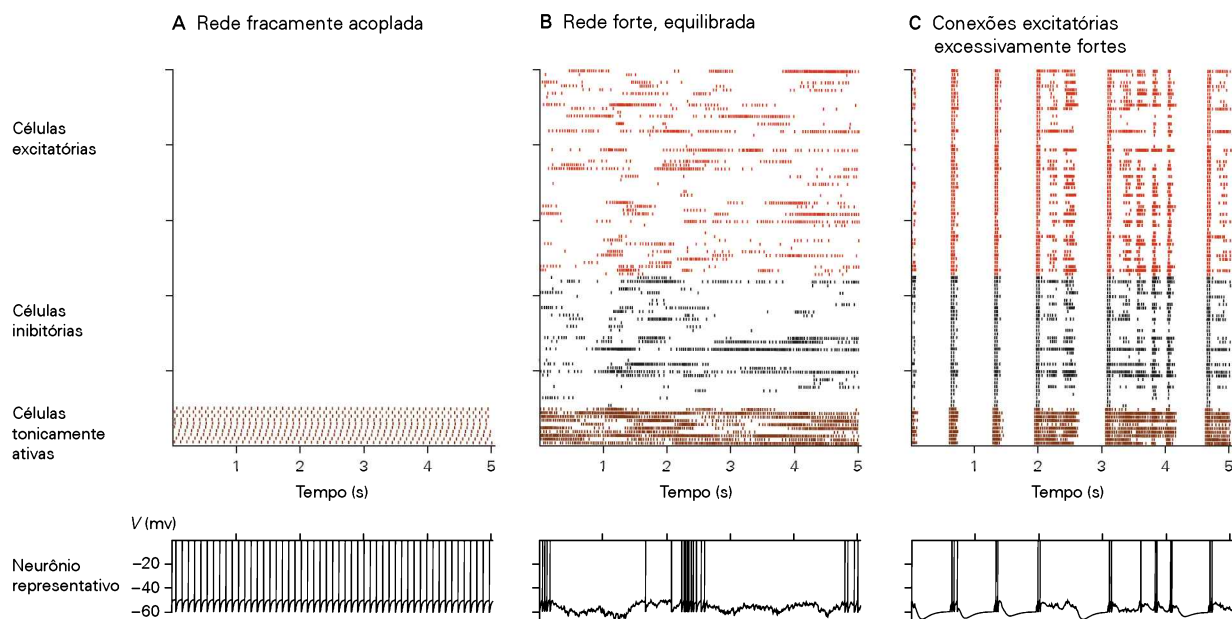 A Rede fracamente acoplada
B Rede forte, equilibrada
C Conexões excitatórias
excessivamente fortes
Células
excitatórias
Células
inibitórias
Células
tonicamente
ativas
1 2 3 4 5
Tempo (s)
1 2 3 4 5
Tempo (s)
1 2 3 4 5
Tempo (s)
V (mv)
Neurônio
representativo
−20
−40
−60